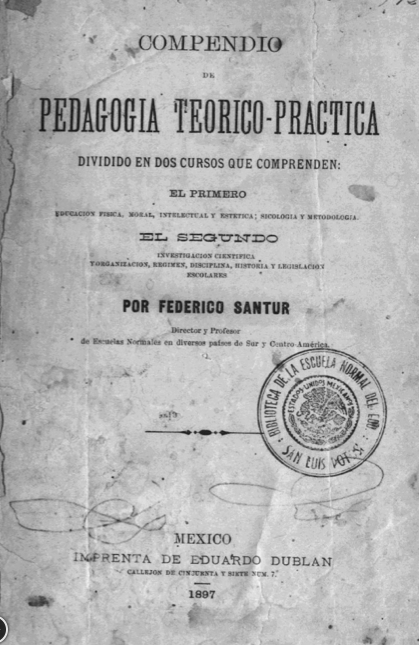 COMPENDIO
DE
PEDAGOGIA TEORICO-PRACTICA
DIVIDIDO EN DOS CURSOS QUE COMPRENDEN:
EL PRIMERO
EDUCACION FISICA, MORAL, INTELECTUAL Y ESTETICA; SICOLOGIA Y METODOLOGIA.
EL SEGUNDO
INVESTIGACION CIENTIFICA
Y ORGANIZACION, REGIMEN, DISCIPLINA, HISTORIA Y LEGISLACION
ESCOLARES
POR FEDERICO SANTUR
Director y Profesor
de Escuelas Normales en diversos países de Sur y Centro-América.
BIBLIOTECA DE LA ESCUELA NORMAL DEL
ESTADOS UNIDOS MEXICANOS
SAN LUIS POTOSI
MEXICO
IMPRENTA DE EDUARDO DUBLAN
CALLEJON DE CINCUENTA Y SIETE NUM. 7.
1897